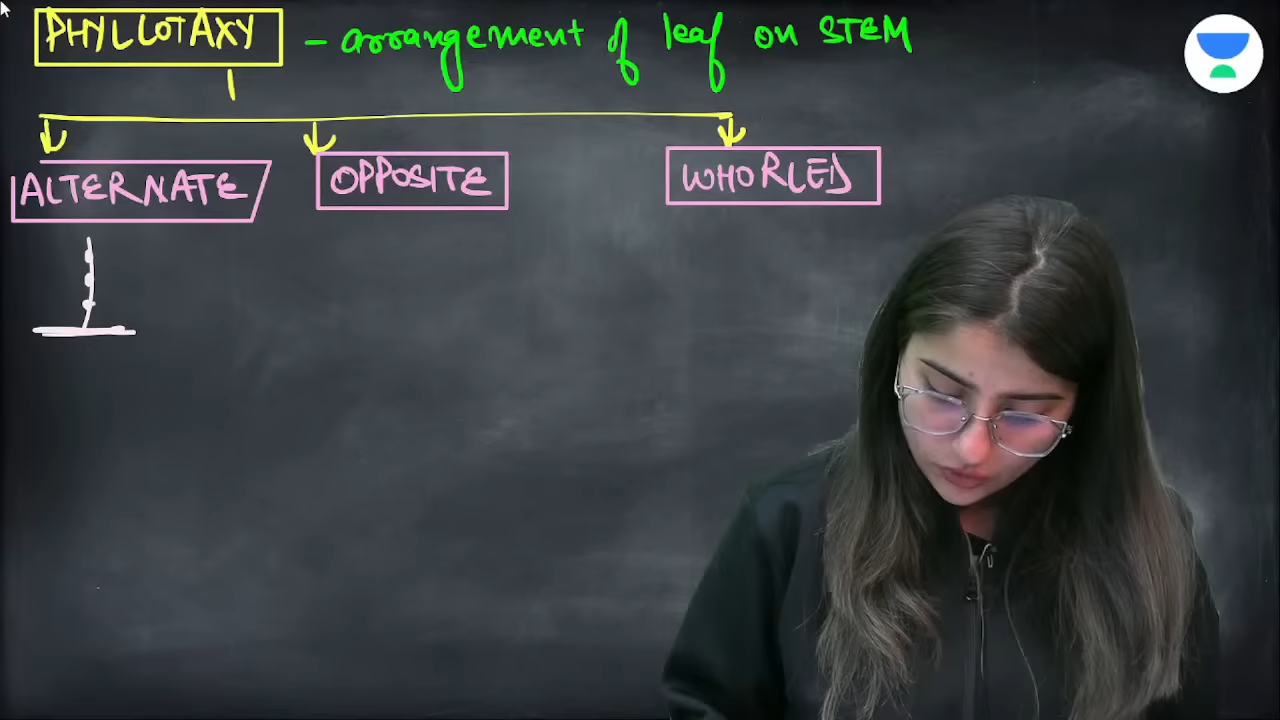 PHYLLOTAXY - arrangement of leaf on STEM
ALTERNATE OPPOSITE WHORLED